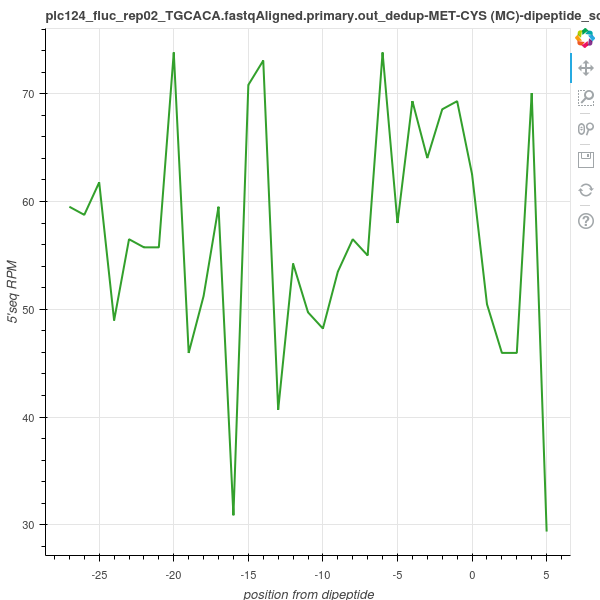 plc124_fluc_rep02_TGCACA.fastqAligned.primary.out_dedup-MET-CYS (MC)-dipeptide_sc
70
60
50
40
30
5'seq RPM
-25 -20 -15 -10 -5 0 5
position from dipeptide